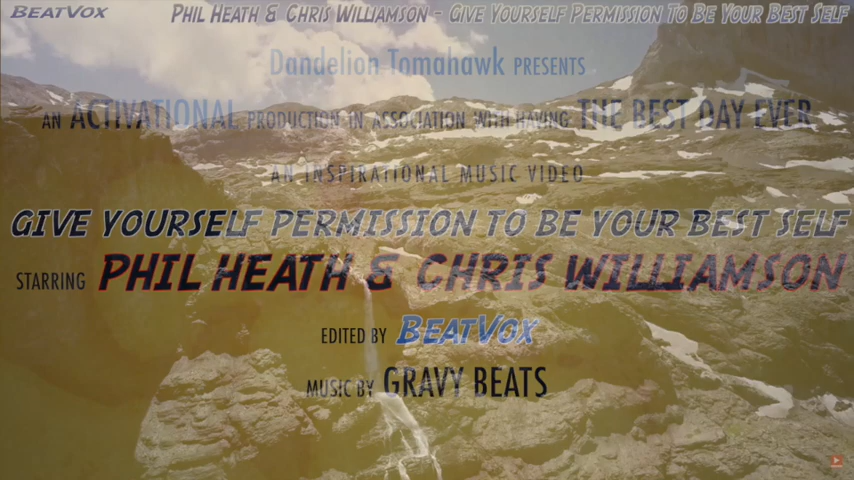 BEATVOX PHIL HEATH & CHRIS WILLIAMSON - GIVE YOURSELF PERMISSION TO BE YOUR BEST SELF
Dandelion Tomahawk PRESENTS
AN ACTIVATIONAL PRODUCTION IN ASSOCIATION WITH HAVING THE BEST DAY EVER
AN INSPIRATIONAL MUSIC VIDEO
GIVE YOURSELF PERMISSION TO BE YOUR BEST SELF
STARRING PHIL HEATH & CHRIS WILLIAMSON
EDITED BY BEATVOX
MUSIC BY GRAVY BEATS